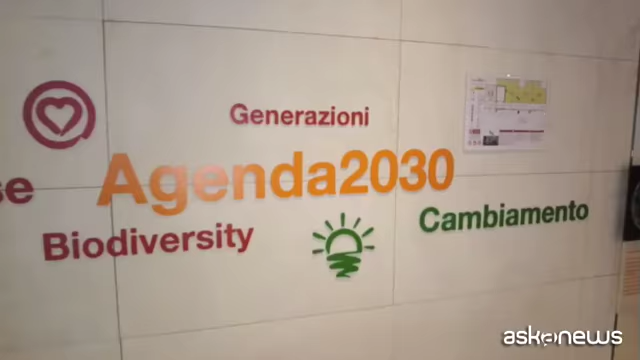 Generazioni
Agenda2030
se
Biodiversity
Cambiamento
askanews